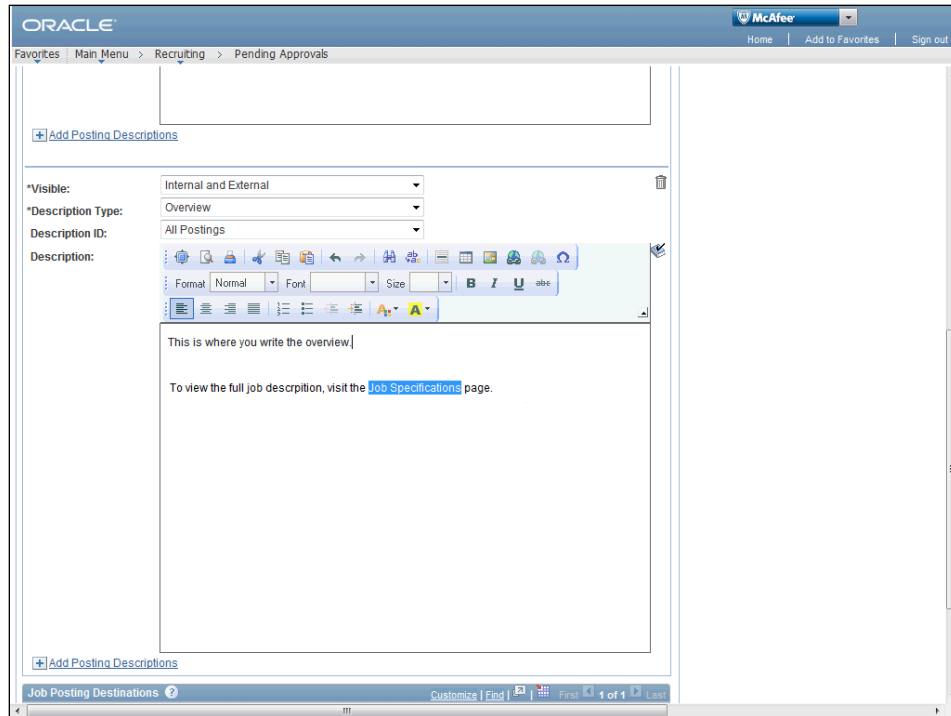 ORACLE
McAfee
Home | Add to Favorites | Sign out
Favorites | Main Menu > Recruiting > Pending Approvals
Add Posting Descriptions
*Visible: Internal and External
*Description Type: Overview
Description ID: All Postings
Description:
Format Normal Font Size B I U abc
A A
This is where you write the overview.
To view the full job descrpition, visit the Job Specifications page.
Add Posting Descriptions
Job Posting Destinations ? Customize | Find | First 1 of 1 Last